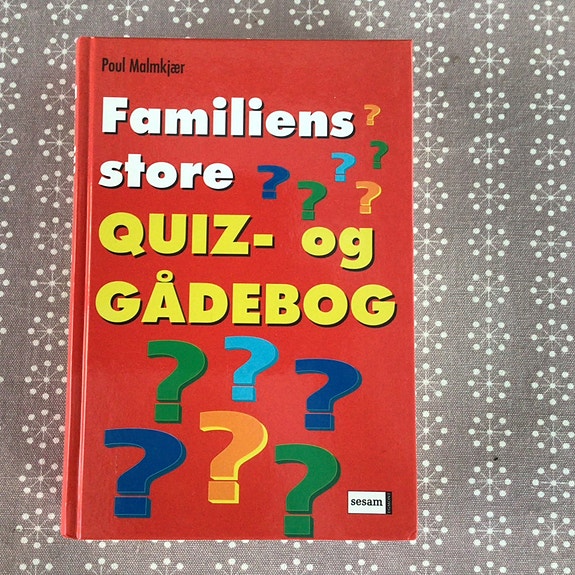 Poul Malmkjær
Familiens
store
QUIZ- og
GÅDEBOG
sesam